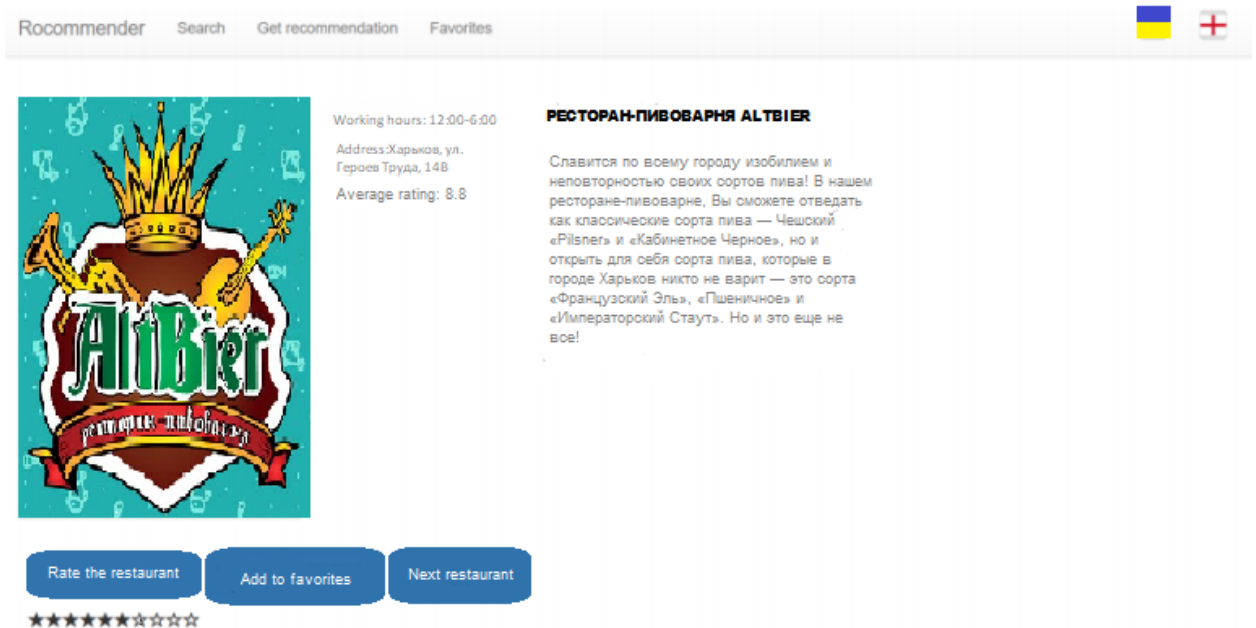 Rocommender Search Get recommendation Favorites
Working hours: 12:00-6:00
Address:Харьков, ул.
Героев Труда, 14В
Average rating: 8.8
РЕСТОРАН-ПИВОВАРНЯ ALTBIER
Славится по всему городу изобилием и
неповторностью своих сортов пива! В нашем
ресторане-пивоварне, Вы сможете отведать
как классические сорта пива — Чешский
«Pilsner» и «Кабинетное Черное», но и
открыть для себя сорта пива, которые в
городе Харьков никто не варит — это сорта
«Французский Эль», «Пшеничное» и
«Императорский Стаут». Но и это еще не
все!
AltBier
ресторан-пивоварня
Rate the restaurant Add to favorites Next restaurant